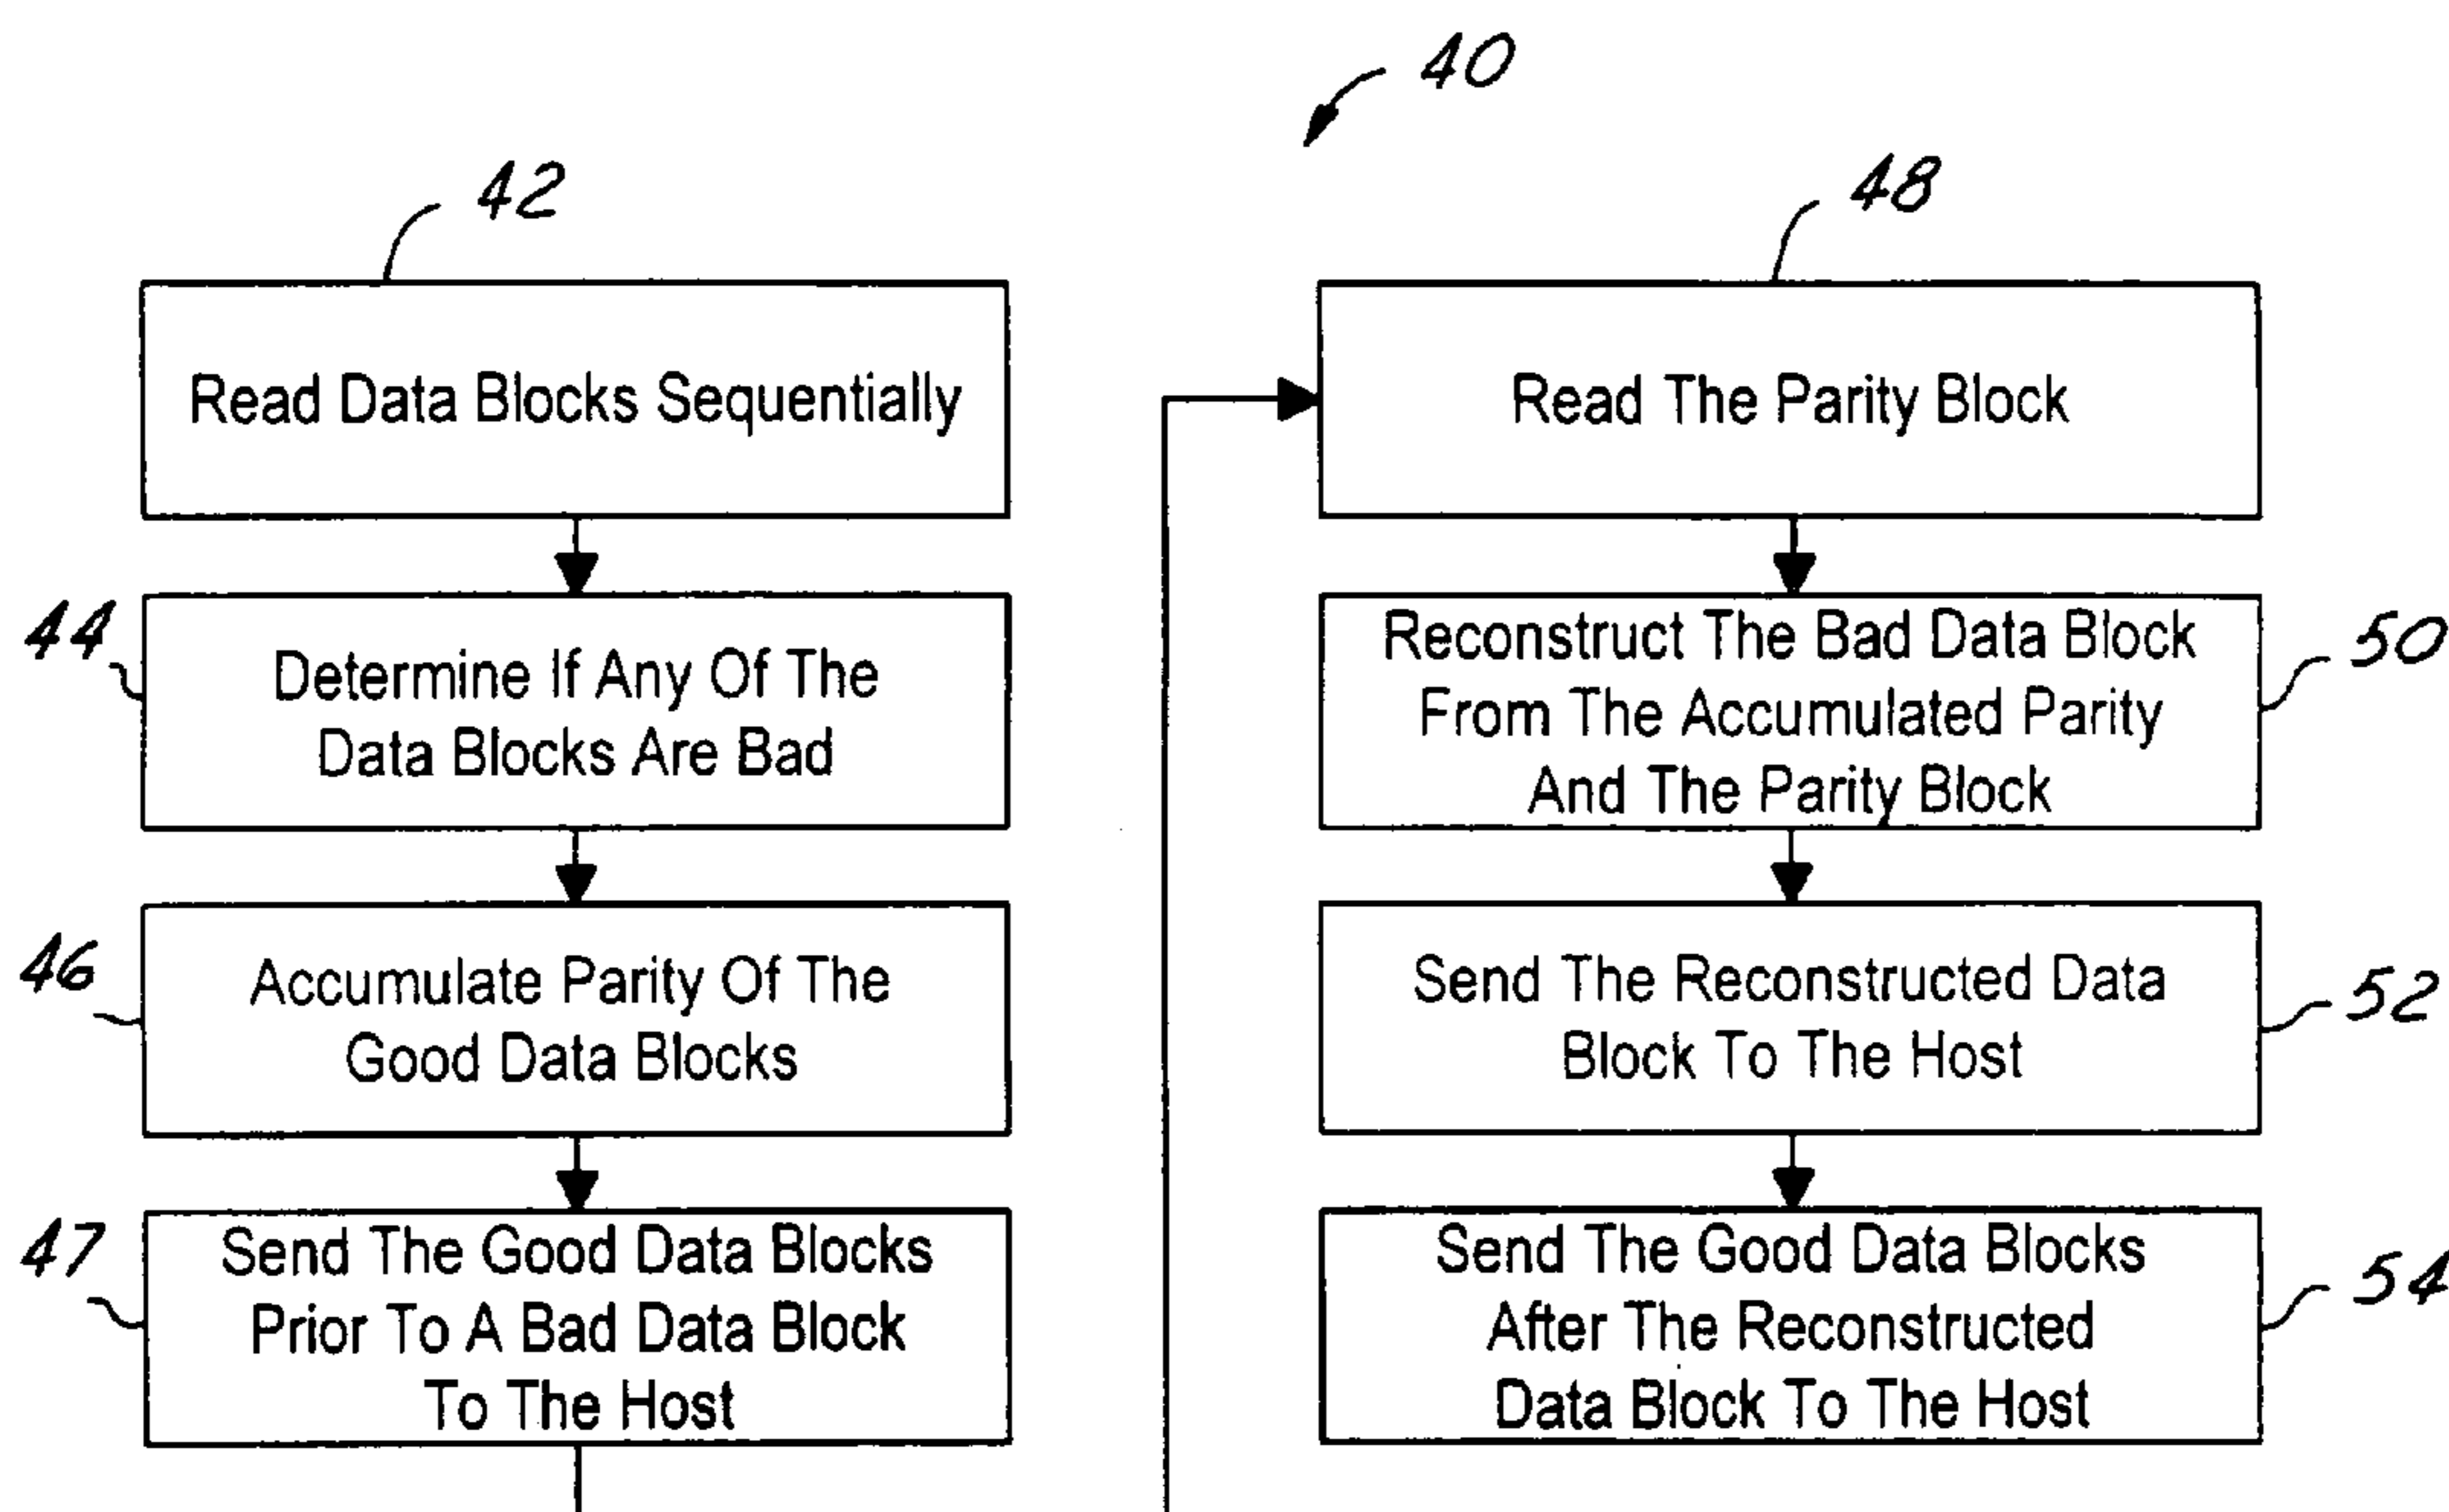 40
42
Read Data Blocks Sequentially
44
Determine If Any Of The
Data Blocks Are Bad
46
Accumulate Parity Of The
Good Data Blocks
47
Send The Good Data Blocks
Prior To A Bad Data Block
To The Host
48
Read The Parity Block
50
Reconstruct The Bad Data Block
From The Accumulated Parity
And The Parity Block
52
Send The Reconstructed Data
Block To The Host
54
Send The Good Data Blocks
After The Reconstructed
Data Block To The Host